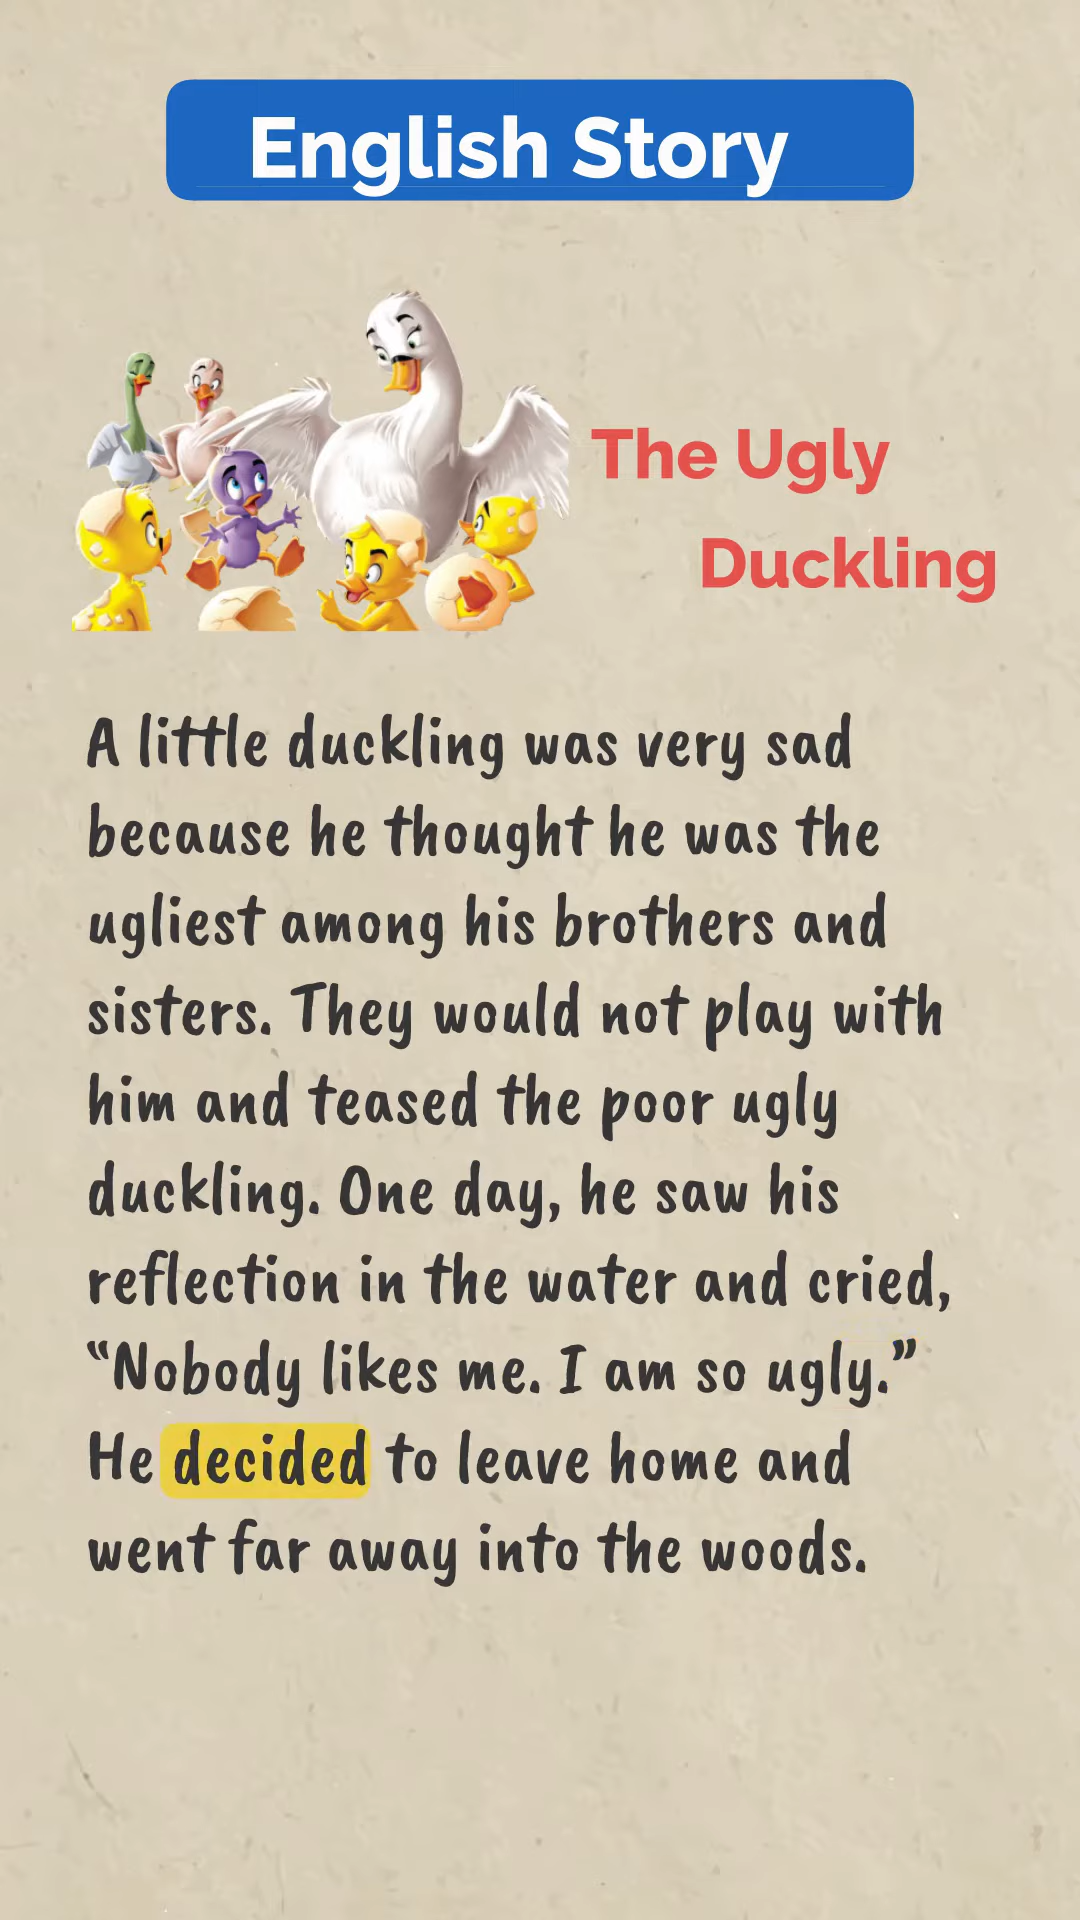 English Story
The Ugly
Duckling
A little duckling was very sad
because he thought he was the
ugliest among his brothers and
sisters. They would not play with
him and teased the poor ugly
duckling. One day, he saw his
reflection in the water and cried,
“Nobody likes me. I am so ugly.”
He decided to leave home and
went far away into the woods.